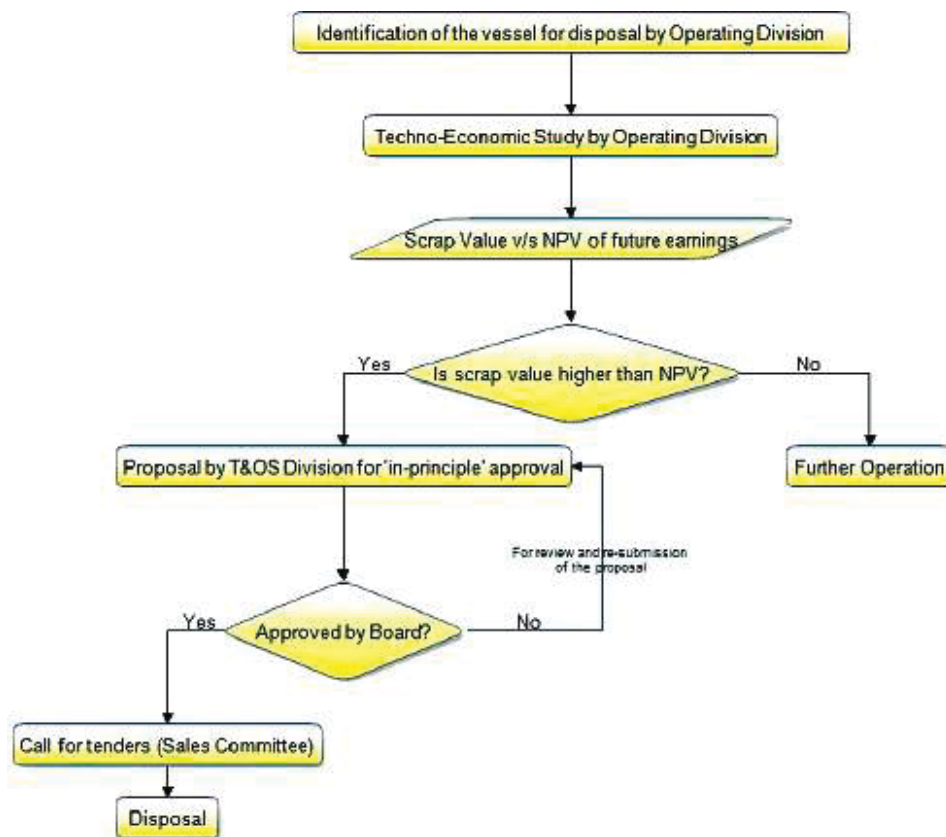 Identification of the vessel for disposal by Operating Division
Techno-Economic Study by Operating Division
Scrap Value v/s NPV of future earnings
Is scrap value higher than NPV?
Yes
No
Proposal by T&OS Division for 'in-principle' approval
Further Operation
For review and re-submission
of the proposal
Approved by Board?
Yes
No
Call for tenders (Sales Committee)
Disposal